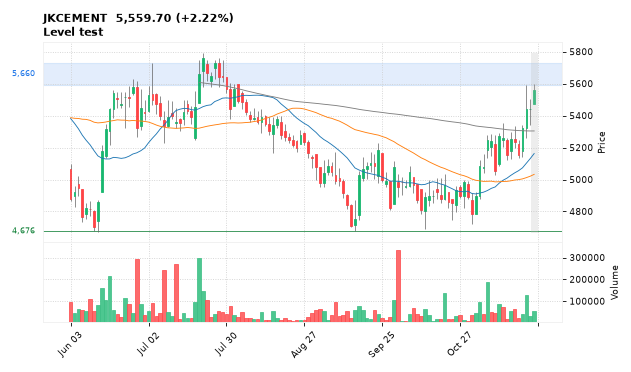 JKCEMENT 5,559.70 (+2.22%)
Level test
5,660
4,676
5800
5600
5400
5200
5000
4800
Price
300000
200000
100000
Volume
Jun 03
Jul 02
Jul 30
Aug 27
Sep 25
Oct 27